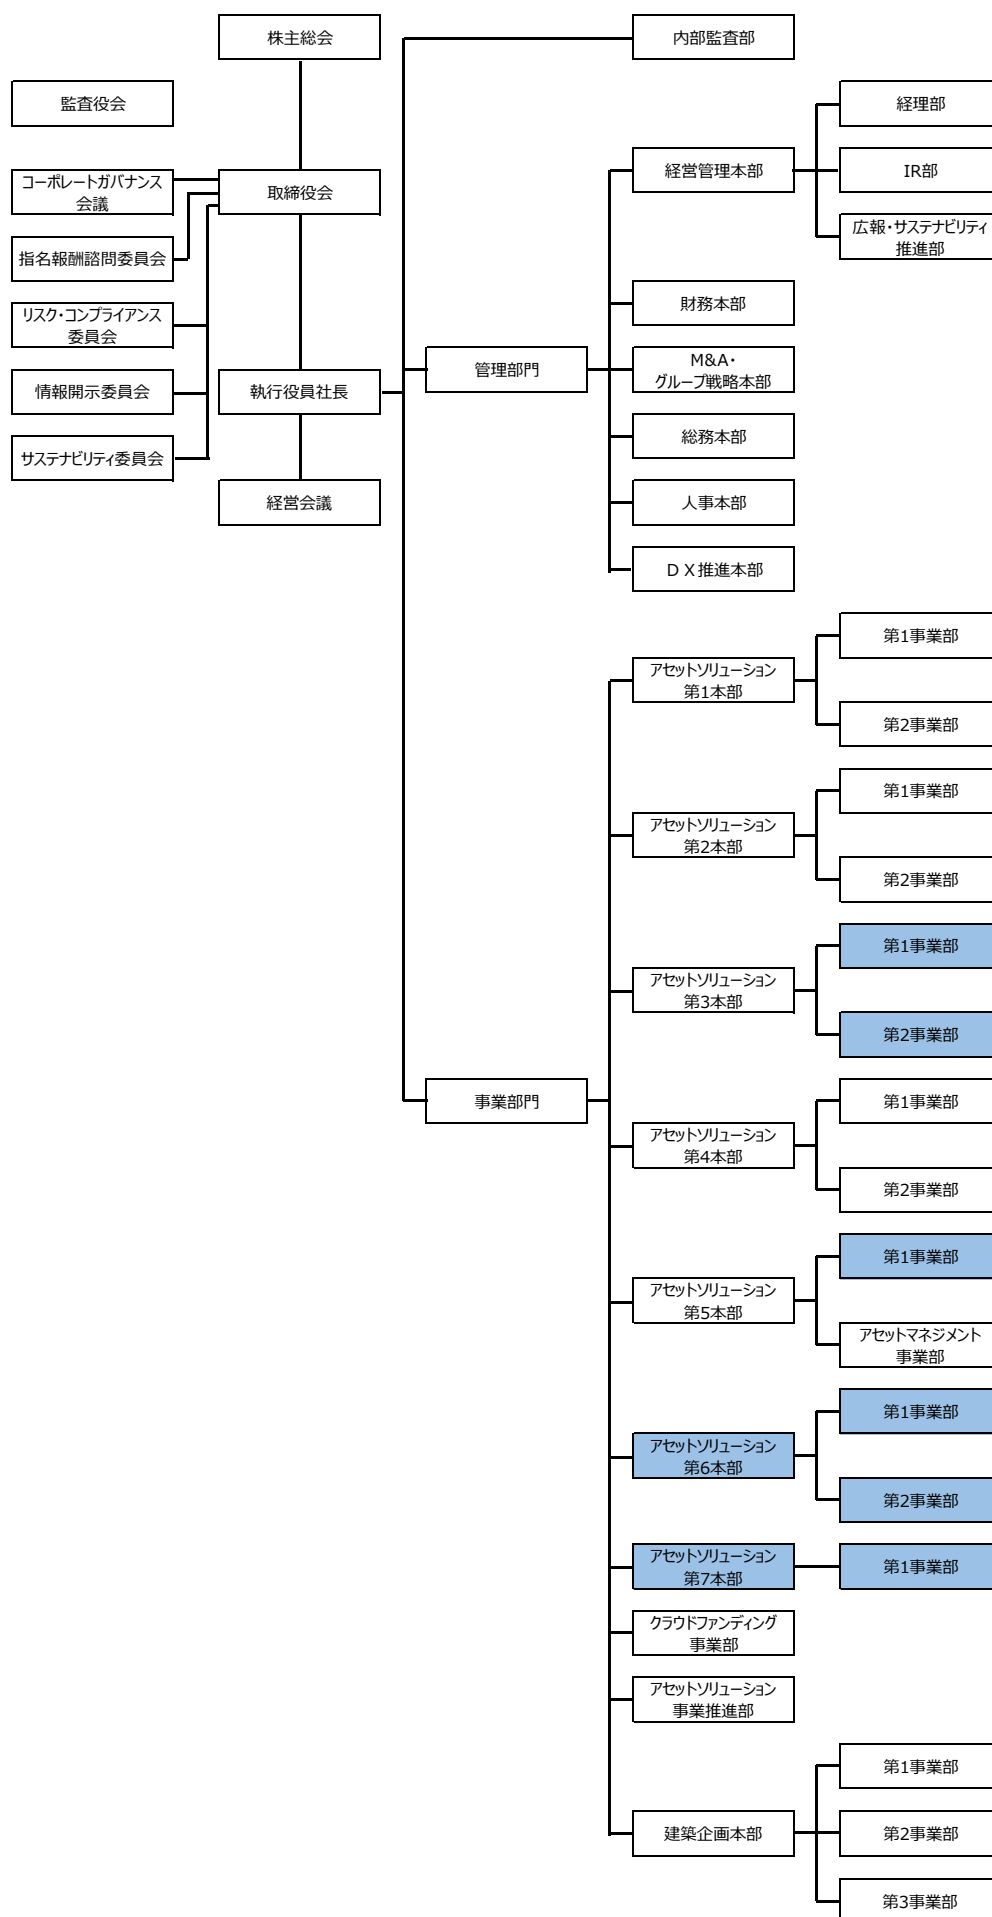 株主総会
監査役会
コーポレートガバナンス
会議
取締役会
指名報酬諮問委員会
リスク・コンプライアンス
委員会
情報開示委員会
サステナビリティ委員会
執行役員社長
経営会議
内部監査部
管理部門
経営管理本部
経理部
IR部
広報・サステナビリティ
推進部
財務本部
M&A・
グループ戦略本部
総務本部
人事本部
ＤＸ推進本部
事業部門
アセットソリューション
第1本部
第1事業部
第2事業部
アセットソリューション
第2本部
第1事業部
第2事業部
アセットソリューション
第3本部
第1事業部
第2事業部
アセットソリューション
第4本部
第1事業部
第2事業部
アセットソリューション
第5本部
第1事業部
アセットマネジメント
事業部
アセットソリューション
第6本部
第1事業部
第2事業部
アセットソリューション
第7本部
第1事業部
クラウドファンディング
事業部
アセットソリューション
事業推進部
建築企画本部
第1事業部
第2事業部
第3事業部